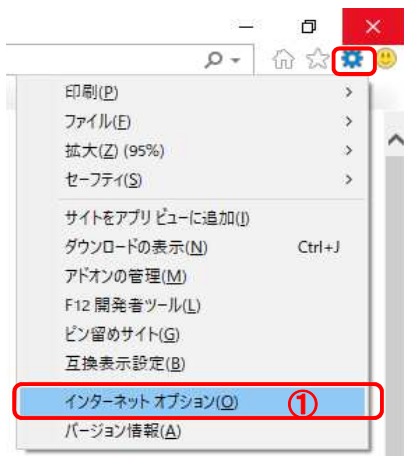 印刷(P)
ファイル(F)
拡大(Z) (95%)
セーフティ(S)
サイトをアプリ ビューに追加(I)
ダウンロードの表示(N) Ctrl+J
アドオンの管理(M)
F12 開発者ツール(L)
ピン留めサイト(G)
互換表示設定(B)
インターネット オプション(O) ①
バージョン情報(A)